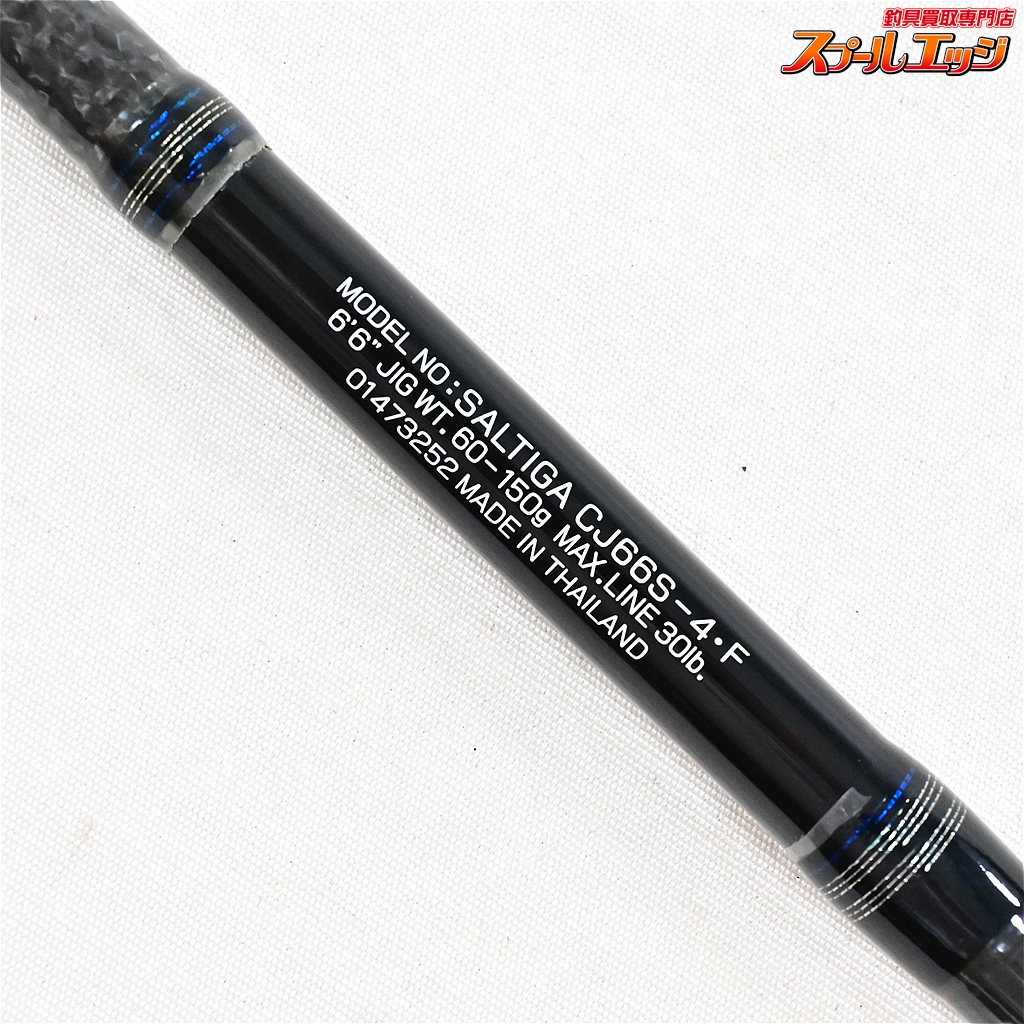 釣具買取専門店
スプールエッジ
MODEL NO:SALTIGA CJ66S-4・F
6'6" JIG WT. 60-150g MAX.LINE 30lb.
01473252 MADE IN THAILAND